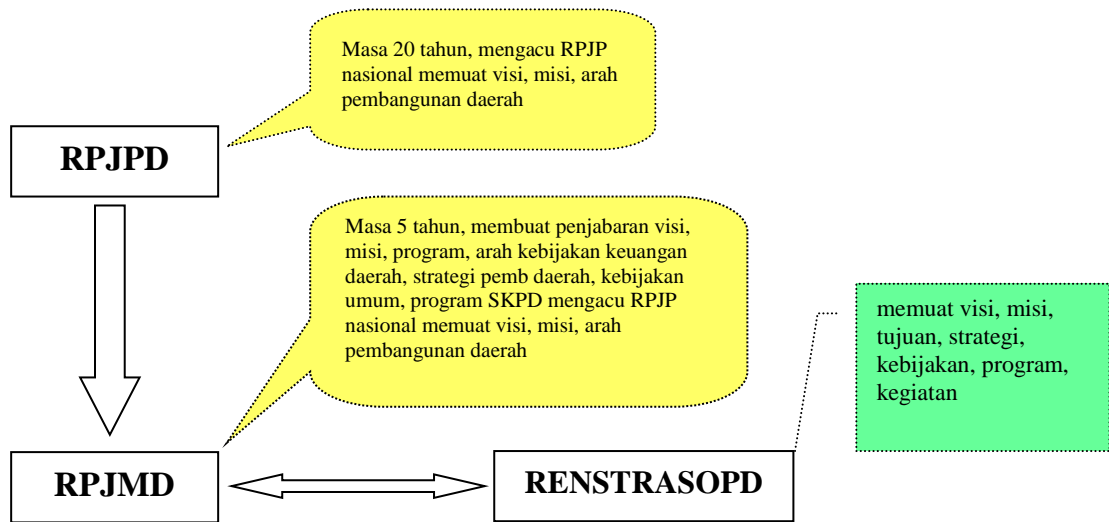 Masa 20 tahun, mengacu RPJP
nasional memuat visi, misi, arah
pembangunan daerah
RPJPD
Masa 5 tahun, membuat penjabaran visi,
misi, program, arah kebijakan keuangan
daerah, strategi pemb daerah, kebijakan
umum, program SKPD mengacu RPJP
nasional memuat visi, misi, arah
pembangunan daerah
memuat visi, misi,
tujuan, strategi,
kebijakan, program,
kegiatan
RPJMD
RENSTRASOPD